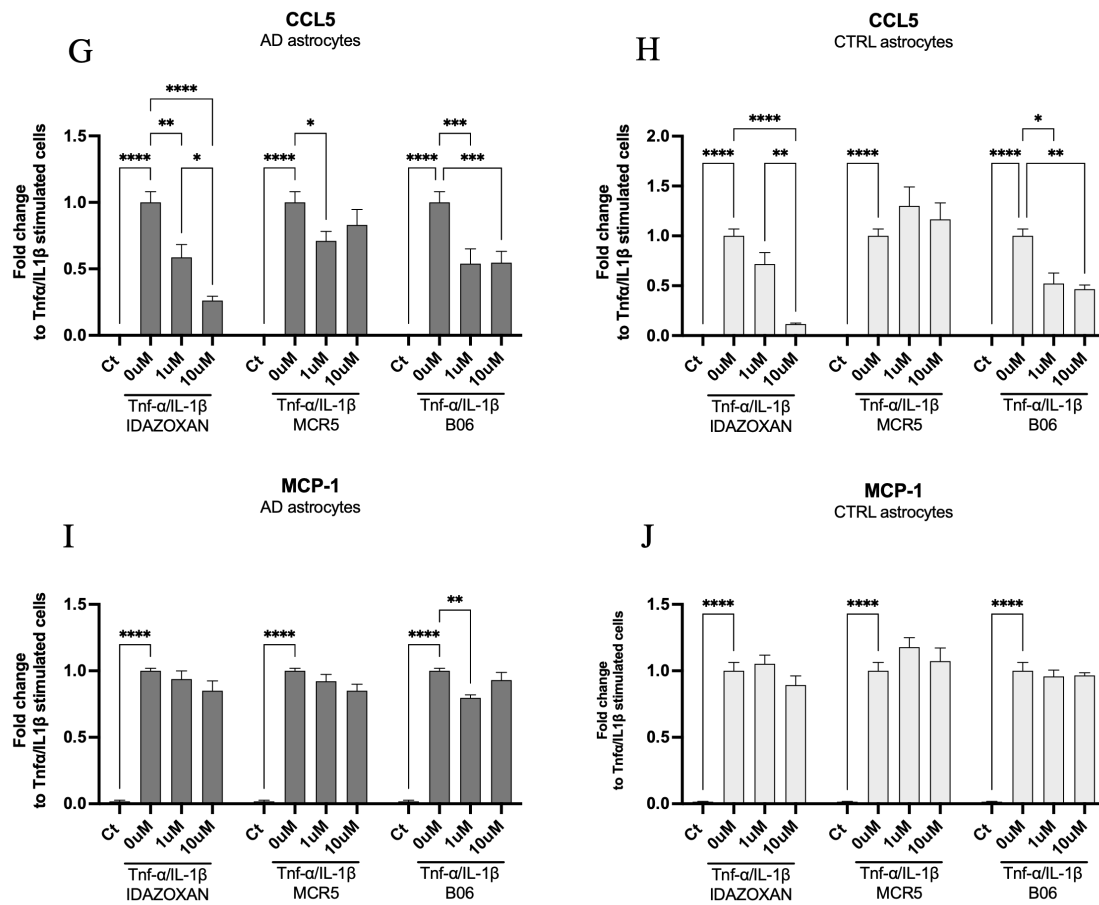 G
CCL5
AD astrocytes
Fold change
to Tnfα/IL1β stimulated cells
1.5
1.0
0.5
0.0
**** ** **** *
**** *
**** *** ***
Ct 0uM 1uM 10uM
Ct 0uM 1uM 10uM
Ct 0uM 1uM 10uM
Tnf-α/IL-1β
IDAZOXAN
Tnf-α/IL-1β
MCR5
Tnf-α/IL-1β
B06
H
CCL5
CTRL astrocytes
Fold change
to Tnfα/IL1β stimulated cells
2.0
1.5
1.0
0.5
0.0
**** **** **
****
**** * **
Ct 0uM 1uM 10uM
Ct 0uM 1uM 10uM
Ct 0uM 1uM 10uM
Tnf-α/IL-1β
IDAZOXAN
Tnf-α/IL-1β
MCR5
Tnf-α/IL-1β
B06
I
MCP-1
AD astrocytes
Fold change
to Tnfα/IL1β stimulated cells
1.5
1.0
0.5
0.0
****
****
**** **
Ct 0uM 1uM 10uM
Ct 0uM 1uM 10uM
Ct 0uM 1uM 10uM
Tnf-α/IL-1β
IDAZOXAN
Tnf-α/IL-1β
MCR5
Tnf-α/IL-1β
B06
J
MCP-1
CTRL astrocytes
Fold change
to Tnfα/IL1β stimulated cells
1.5
1.0
0.5
0.0
****
****
****
Ct 0uM 1uM 10uM
Ct 0uM 1uM 10uM
Ct 0uM 1uM 10uM
Tnf-α/IL-1β
IDAZOXAN
Tnf-α/IL-1β
MCR5
Tnf-α/IL-1β
B06